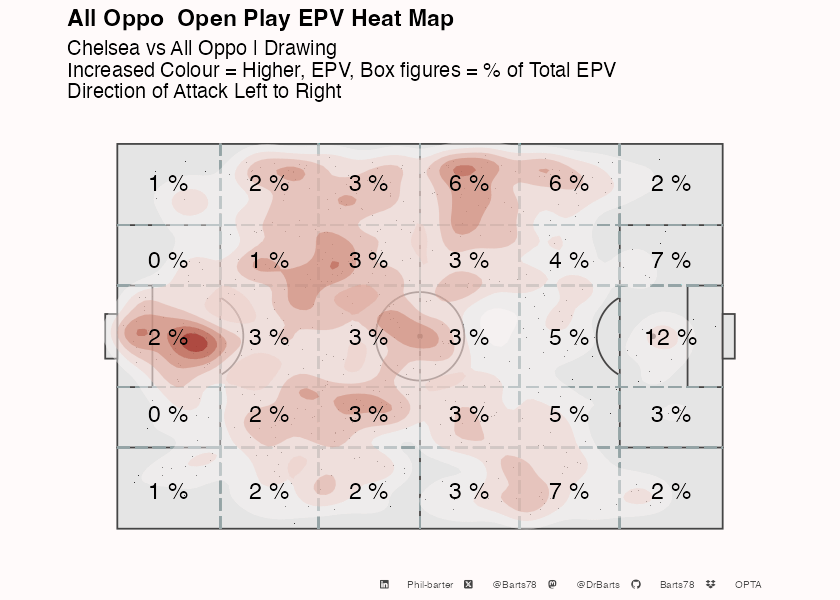 All Oppo  Open Play EPV Heat Map
Chelsea vs All Oppo | Drawing
Increased Colour = Higher, EPV, Box figures = % of Total EPV
Direction of Attack Left to Right
1 % 2 % 3 % 6 % 6 % 2 %
0 % 1 % 3 % 3 % 4 % 7 %
2 % 3 % 3 % 3 % 5 % 12 %
0 % 2 % 3 % 3 % 5 % 3 %
1 % 2 % 2 % 3 % 7 % 2 %
Phil-barter @Barts78 @DrBarts Barts78 OPTA